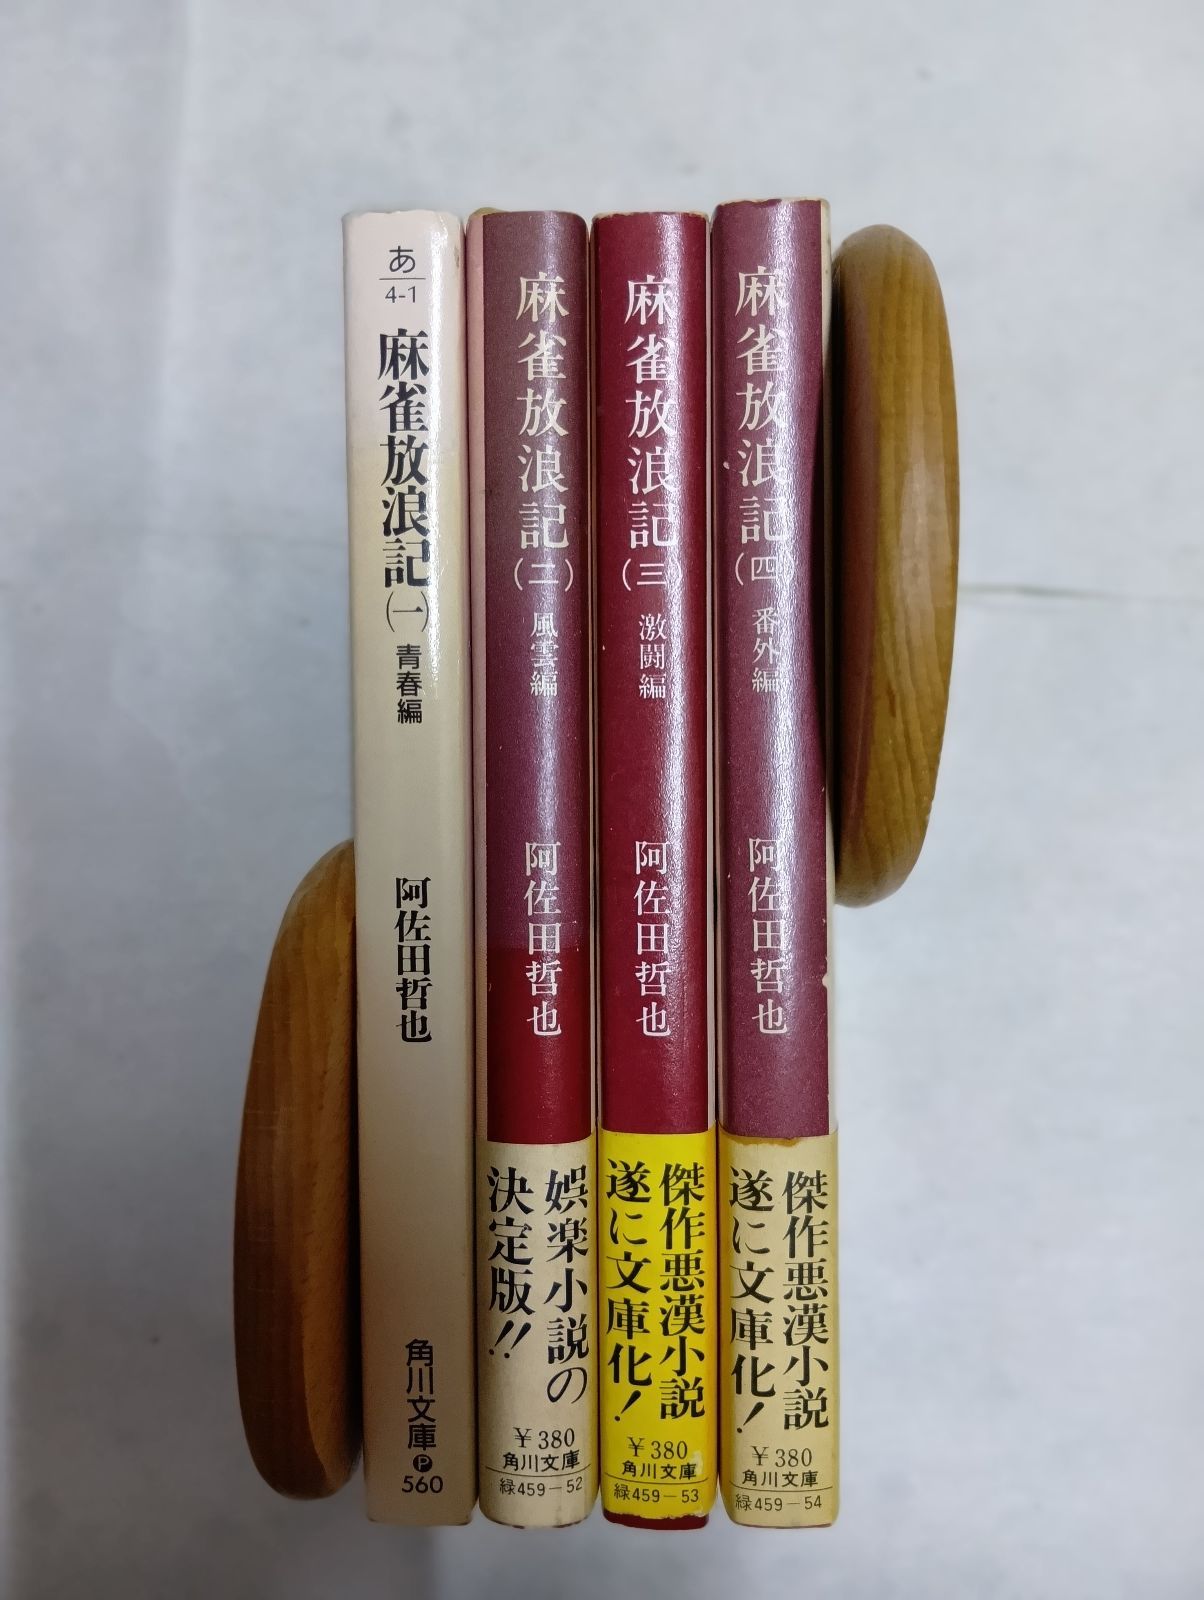 あ
4-1
麻雀放浪記(一)
青春編
阿佐田哲也
角川文庫
P
560
麻雀放浪記(二)
風雲編
阿佐田哲也
娯楽小説の
決定版!!
￥380
角川文庫
緑459－52
麻雀放浪記(三
激闘編
阿佐田哲也
傑作悪漢小説
遂に文庫化!
￥380
角川文庫
緑459－53
麻雀放浪記(四
番外編
阿佐田哲也
傑作悪漢小説
遂に文庫化!
￥380
角川文庫
緑459－54